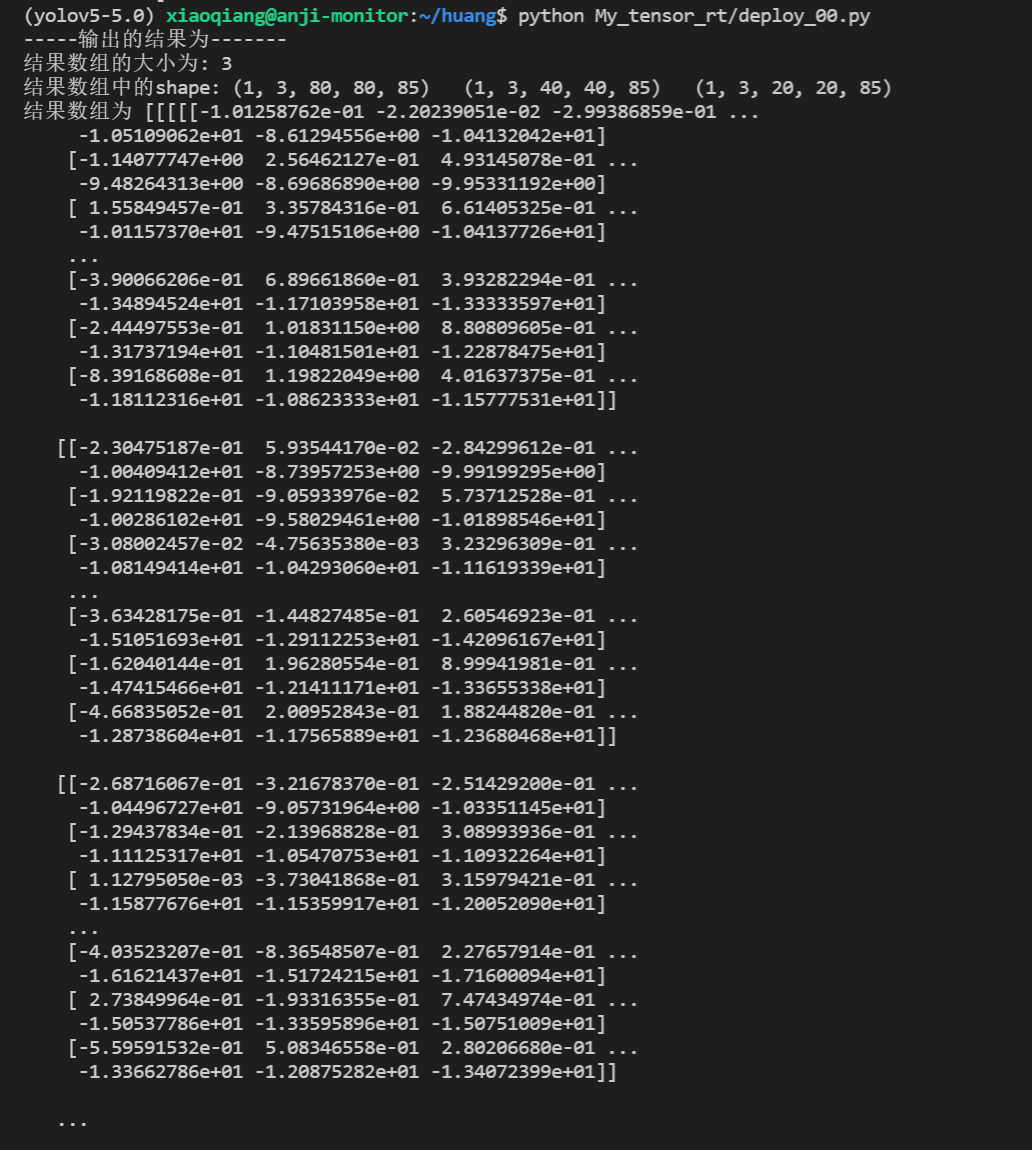 (yolov5-5.0) xiaoqiang@anji-monitor:~/huang$ python My_tensor_rt/deploy_00.py
-----输出的结果为-------
结果数组的大小为: 3
结果数组中的shape: (1, 3, 80, 80, 85)   (1, 3, 40, 40, 85)   (1, 3, 20, 20, 85)
结果数组为 [[[[[-1.01258762e-01 -2.20239051e-02 -2.99386859e-01 ...
-1.05109062e+01 -8.61294556e+00 -1.04132042e+01]
[-1.14077747e+00  2.56462127e-01  4.93145078e-01 ...
-9.48264313e+00 -8.69686890e+00 -9.95331192e+00]
[ 1.55849457e-01  3.35784316e-01  6.61405325e-01 ...
-1.01157370e+01 -9.47515106e+00 -1.04137726e+01]
...
[-3.90066206e-01  6.89661860e-01  3.93282294e-01 ...
-1.34894524e+01 -1.17103958e+01 -1.33333597e+01]
[-2.44497553e-01  1.01831150e+00  8.80809605e-01 ...
-1.31737194e+01 -1.10481501e+01 -1.22878475e+01]
[-8.39168608e-01  1.19822049e+00  4.01637375e-01 ...
-1.18112316e+01 -1.08623333e+01 -1.15777531e+01]]
[[-2.30475187e-01  5.93544170e-02 -2.84299612e-01 ...
-1.00409412e+01 -8.73957253e+00 -9.99199295e+00]
[-1.92119822e-01 -9.05933976e-02  5.73712528e-01 ...
-1.00286102e+01 -9.58029461e+00 -1.01898546e+01]
[-3.08002457e-02 -4.75635380e-03  3.23296309e-01 ...
-1.08149414e+01 -1.04293060e+01 -1.11619339e+01]
...
[-3.63428175e-01 -1.44827485e-01  2.60546923e-01 ...
-1.51051693e+01 -1.29112253e+01 -1.42096167e+01]
[-1.62040144e-01  1.96280554e-01  8.99941981e-01 ...
-1.47415466e+01 -1.21411171e+01 -1.33655338e+01]
[-4.66835052e-01  2.00952843e-01  1.88244820e-01 ...
-1.28738604e+01 -1.17565889e+01 -1.23680468e+01]]
[[-2.68716067e-01 -3.21678370e-01 -2.51429200e-01 ...
-1.04496727e+01 -9.05731964e+00 -1.03351145e+01]
[-1.29437834e-01 -2.13968828e-01  3.08993936e-01 ...
-1.11125317e+01 -1.05470753e+01 -1.10932264e+01]
[ 1.12795050e-03 -3.73041868e-01  3.15979421e-01 ...
-1.15877676e+01 -1.15359917e+01 -1.20052090e+01]
...
[-4.03523207e-01 -8.36548507e-01  2.27657914e-01 ...
-1.61621437e+01 -1.51724215e+01 -1.71600094e+01]
[ 2.73849964e-01 -1.93316355e-01  7.47434974e-01 ...
-1.50537786e+01 -1.33595896e+01 -1.50751009e+01]
[-5.59591532e-01  5.08346558e-01  2.80206680e-01 ...
-1.33662786e+01 -1.20875282e+01 -1.34072399e+01]]
...